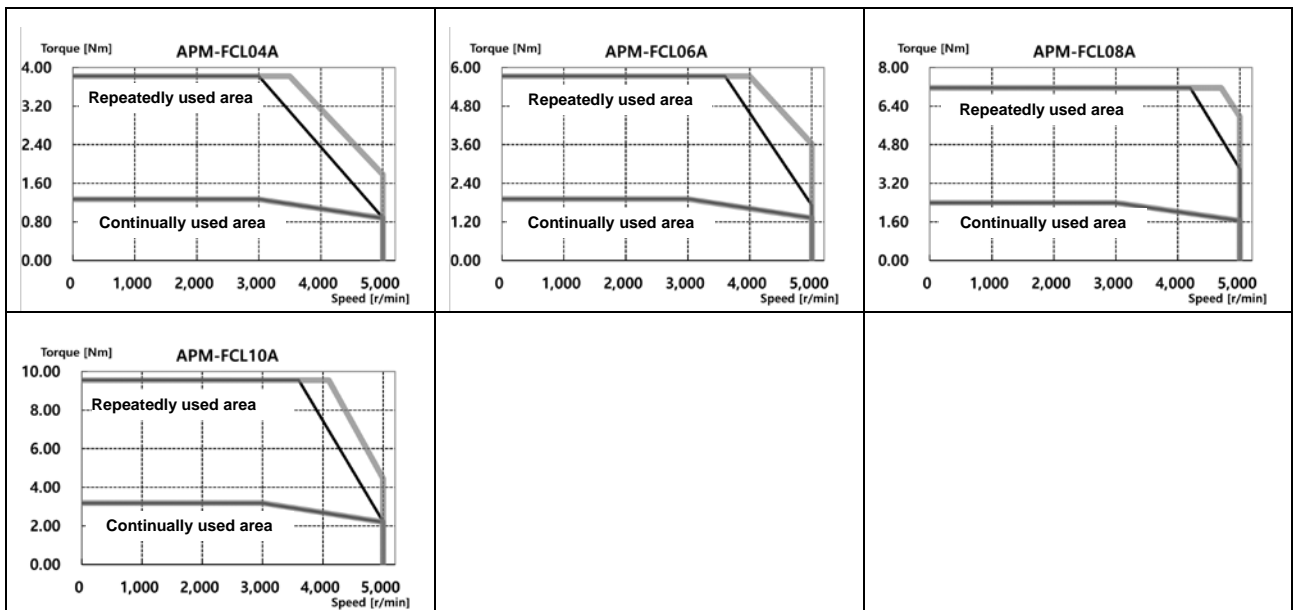 Torque [Nm] APM-FCL04A
4.00
3.20
2.40
1.60
0.80
0.00
Repeatedly used area
Continually used area
0 1,000 2,000 3,000 4,000 5,000
Speed [r/min]
Torque [Nm] APM-FCL06A
6.00
4.80
3.60
2.40
1.20
0.00
Repeatedly used area
Continually used area
0 1,000 2,000 3,000 4,000 5,000
Speed [r/min]
Torque [Nm] APM-FCL08A
8.00
6.40
4.80
3.20
1.60
0.00
Repeatedly used area
Continually used area
0 1,000 2,000 3,000 4,000 5,000
Speed [r/min]
Torque [Nm] APM-FCL10A
10.00
8.00
6.00
4.00
2.00
0.00
Repeatedly used area
Continually used area
0 1,000 2,000 3,000 4,000 5,000
Speed [r/min]